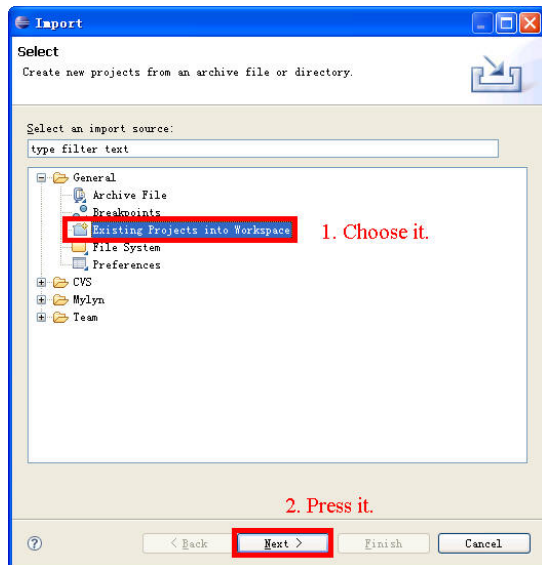 Import
Select
Create new projects from an archive file or directory.
Select an import source:
type filter text
General
Archive File
Breakpoints
Existing Projects into Workspace
1. Choose it.
File System
Preferences
CVS
Mylyn
Team
2. Press it.
< Back
Next >
Finish
Cancel